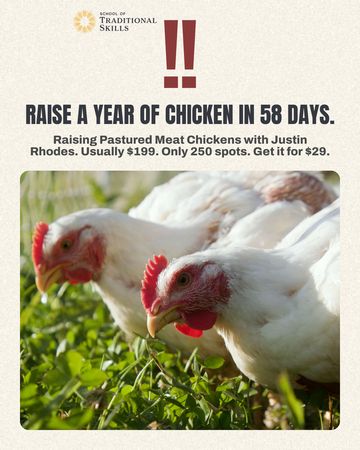 SCHOOL OF
TRADITIONAL
SKILLS
!!
RAISE A YEAR OF CHICKEN IN 58 DAYS.
Raising Pastured Meat Chickens with Justin
Rhodes. Usually $199. Only 250 spots. Get it for $29.